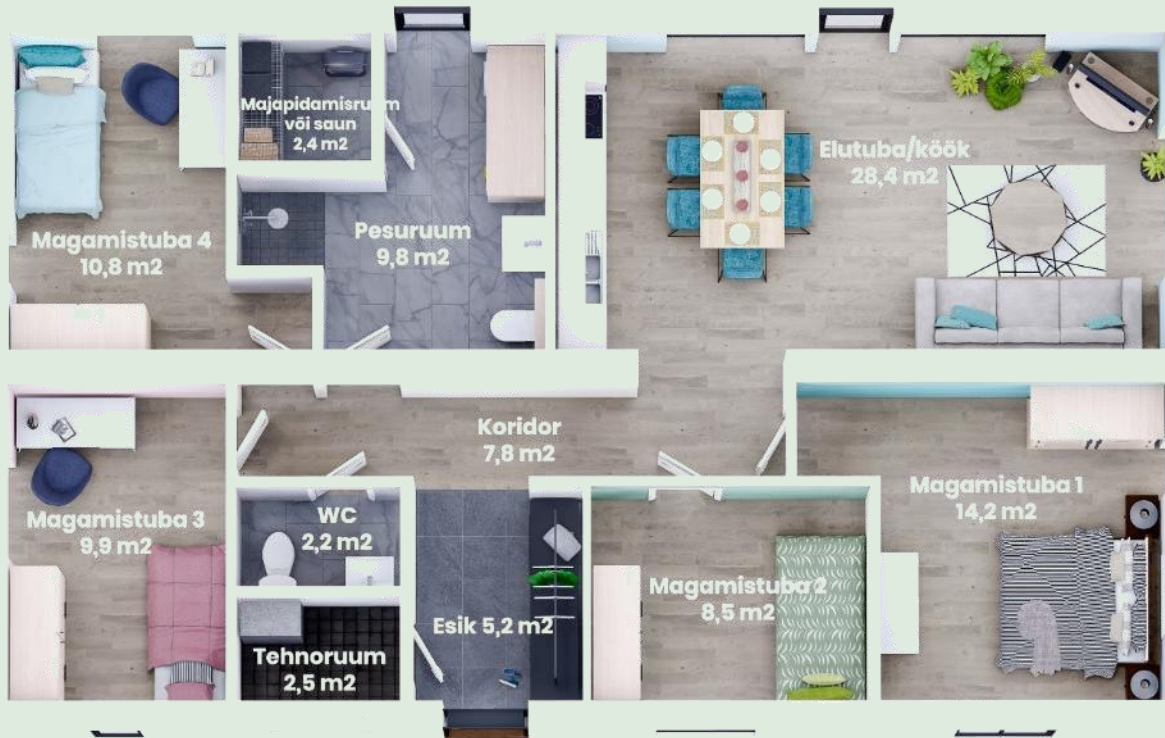 Majapidamisruum
või saun
2,4 m2
Elutuba/köök
28,4 m2
Magamistuba 4
10,8 m2
Pesuruum
9,8 m2
Koridor
7,8 m2
Magamistuba 1
14,2 m2
Magamistuba 3
9,9 m2
WC
2,2 m2
Magamistuba 2
8,5 m2
Esik 5,2 m2
Tehnoruum
2,5 m2